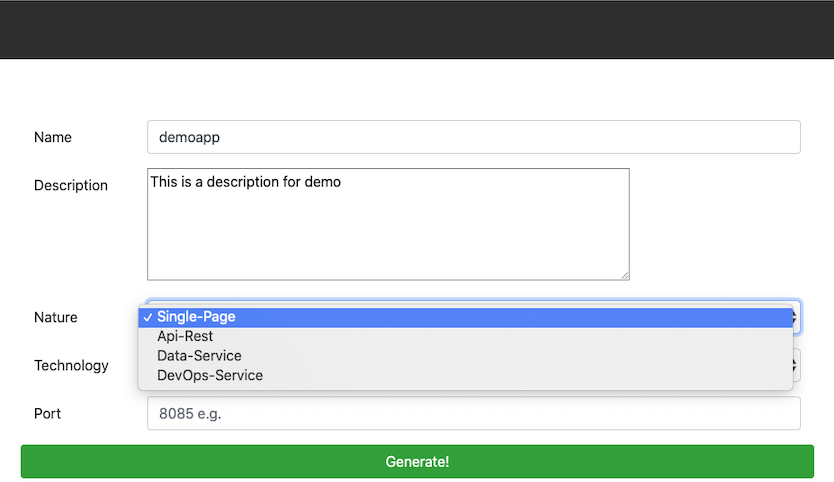 Name
demoapp
Description
This is a description for demo
Nature
✓ Single-Page
Api-Rest
Data-Service
DevOps-Service
Technology
Port
8085 e.g.
Generate!